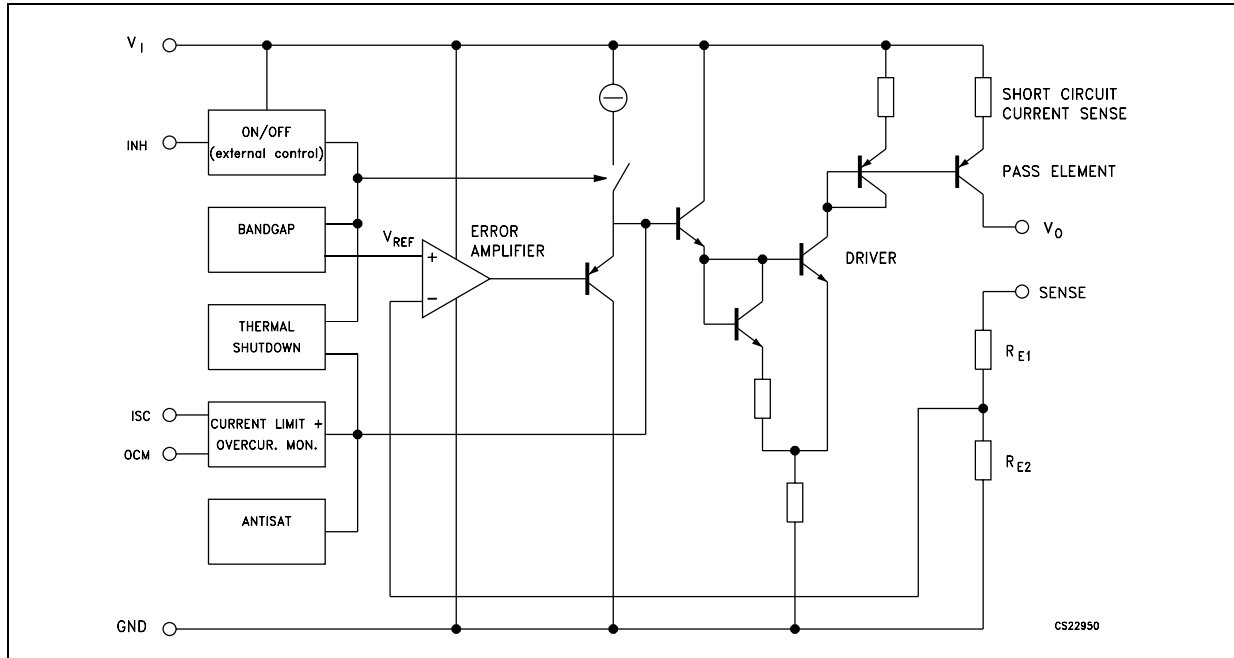 V I
SHORT CIRCUIT
CURRENT SENSE
ON/OFF
(external control)
INH
PASS ELEMENT
BANDGAP
V REF
ERROR
AMPLIFIER
+
−
V O
DRIVER
SENSE
THERMAL
SHUTDOWN
R E1
ISC
CURRENT LIMIT +
OVERCUR. MON.
OCM
R E2
ANTISAT
GND
CS22950